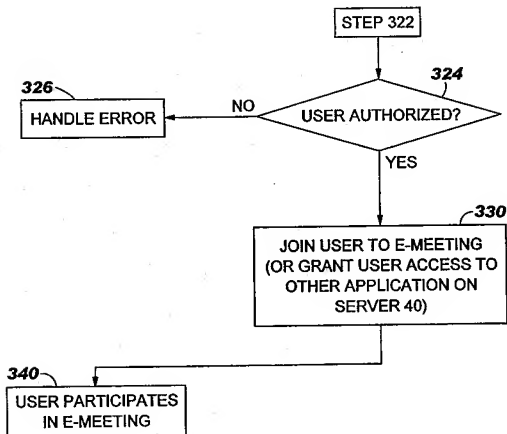 STEP 322
324
USER AUTHORIZED?
326
HANDLE ERROR
NO
YES
330
JOIN USER TO E-MEETING
(OR GRANT USER ACCESS TO
OTHER APPLICATION ON
SERVER 40)
340
USER PARTICIPATES
IN E-MEETING